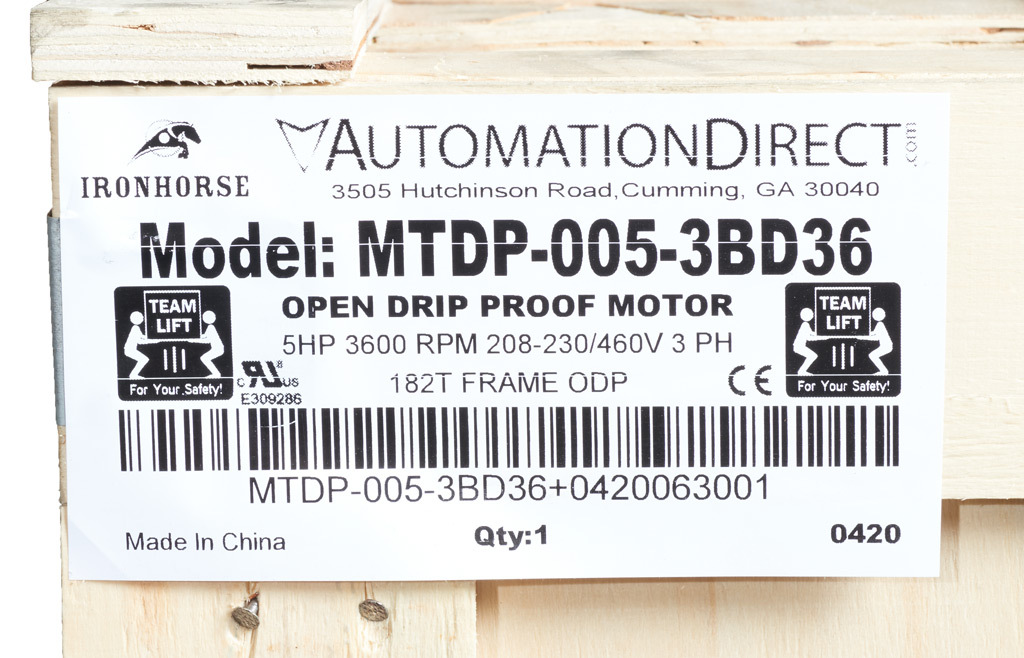 IRONHORSE
AUTOMATIONDIRECT.COM
3505 Hutchinson Road,Cumming, GA 30040
Model: MTDP-005-3BD36
TEAM LIFT
For Your Safety!
OPEN DRIP PROOF MOTOR
5HP 3600 RPM 208-230/460V 3 PH
182T FRAME ODP
c RU US
E309286
CE
TEAM LIFT
For Your Safety!
MTDP-005-3BD36+0420063001
Made In China
Qty:1
0420